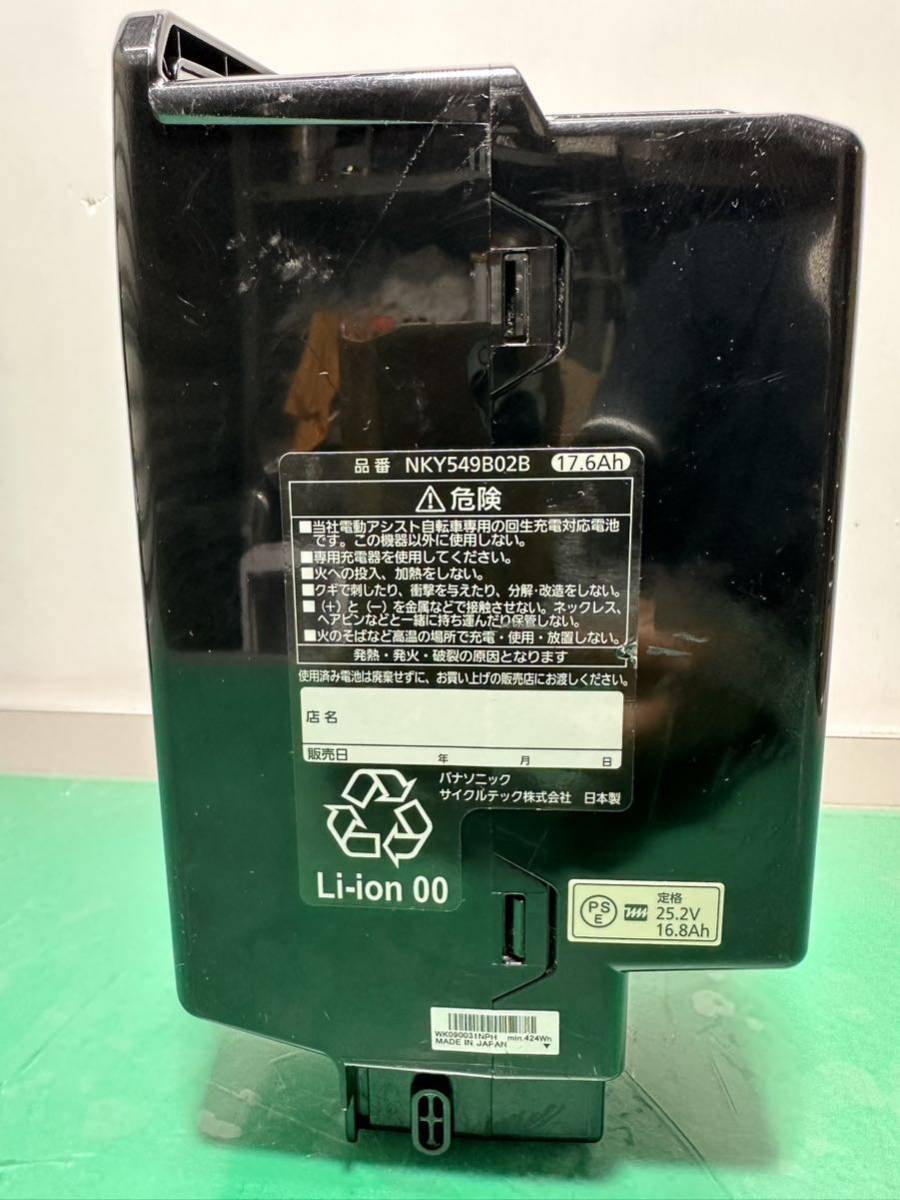 品番 NKY549B02B 17.6Ah
危険
■当社電動アシスト自転車専用の回生充電対応電池
です。この機器以外に使用しない。
■専用充電器を使用してください。
■火への投入、加熱をしない。
■クギで刺したり、衝撃を与えたり、分解・改造をしない。
■(+)と(−)を金属などで接触させない。ネックレス、
ヘアピンなどと一緒に持ち運んだり保管しない。
■火のそばなど高温の場所で充電・使用・放置しない。
発熱・発火・破裂の原因となります
使用済み電池は廃棄せずに、お買い上げの販売店にお渡しください。
店名
販売日 年 月 日
パナソニック
サイクルテック株式会社 日本製
Li-ion 00
PS
E
定格
25.2V
16.8Ah
WK090031NPH min.424Wh
MADE IN JAPAN